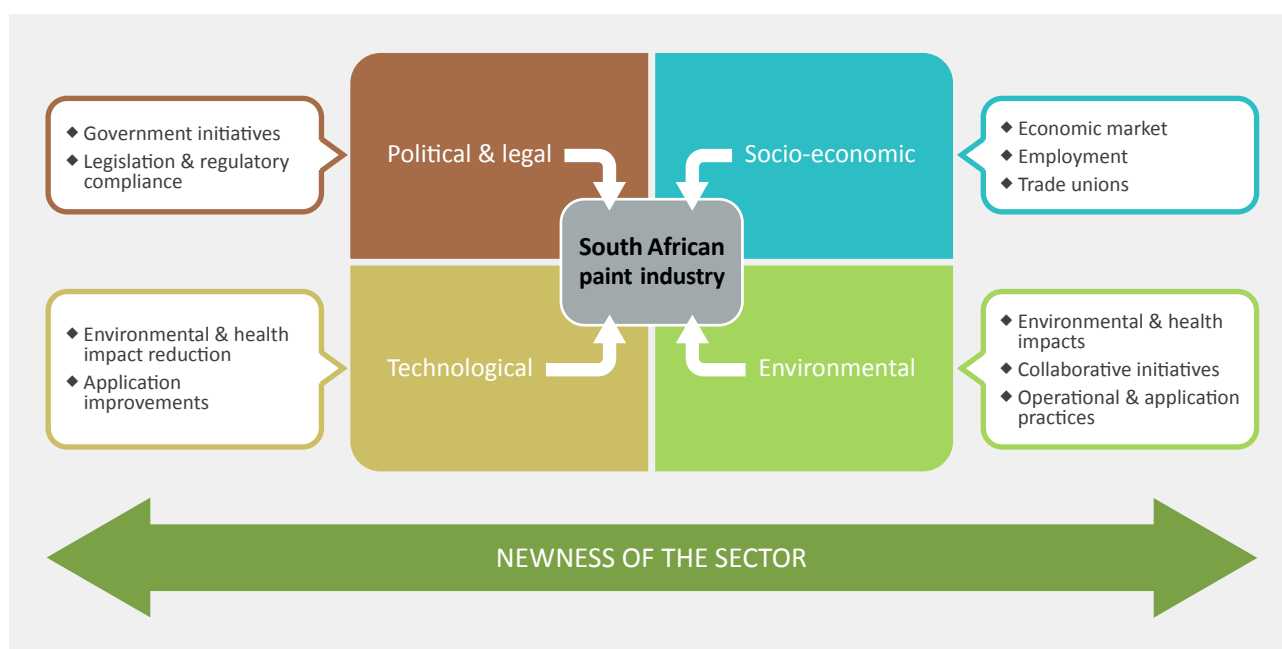 ◆ Government initiatives
◆ Legislation & regulatory
compliance
Political & legal
Socio-economic
◆ Economic market
◆ Employment
◆ Trade unions
South African
paint industry
◆ Environmental & health
impact reduction
◆ Application
improvements
Technological
Environmental
◆ Environmental & health
impacts
◆ Collaborative initiatives
◆ Operational & application
practices
NEWNESS OF THE SECTOR